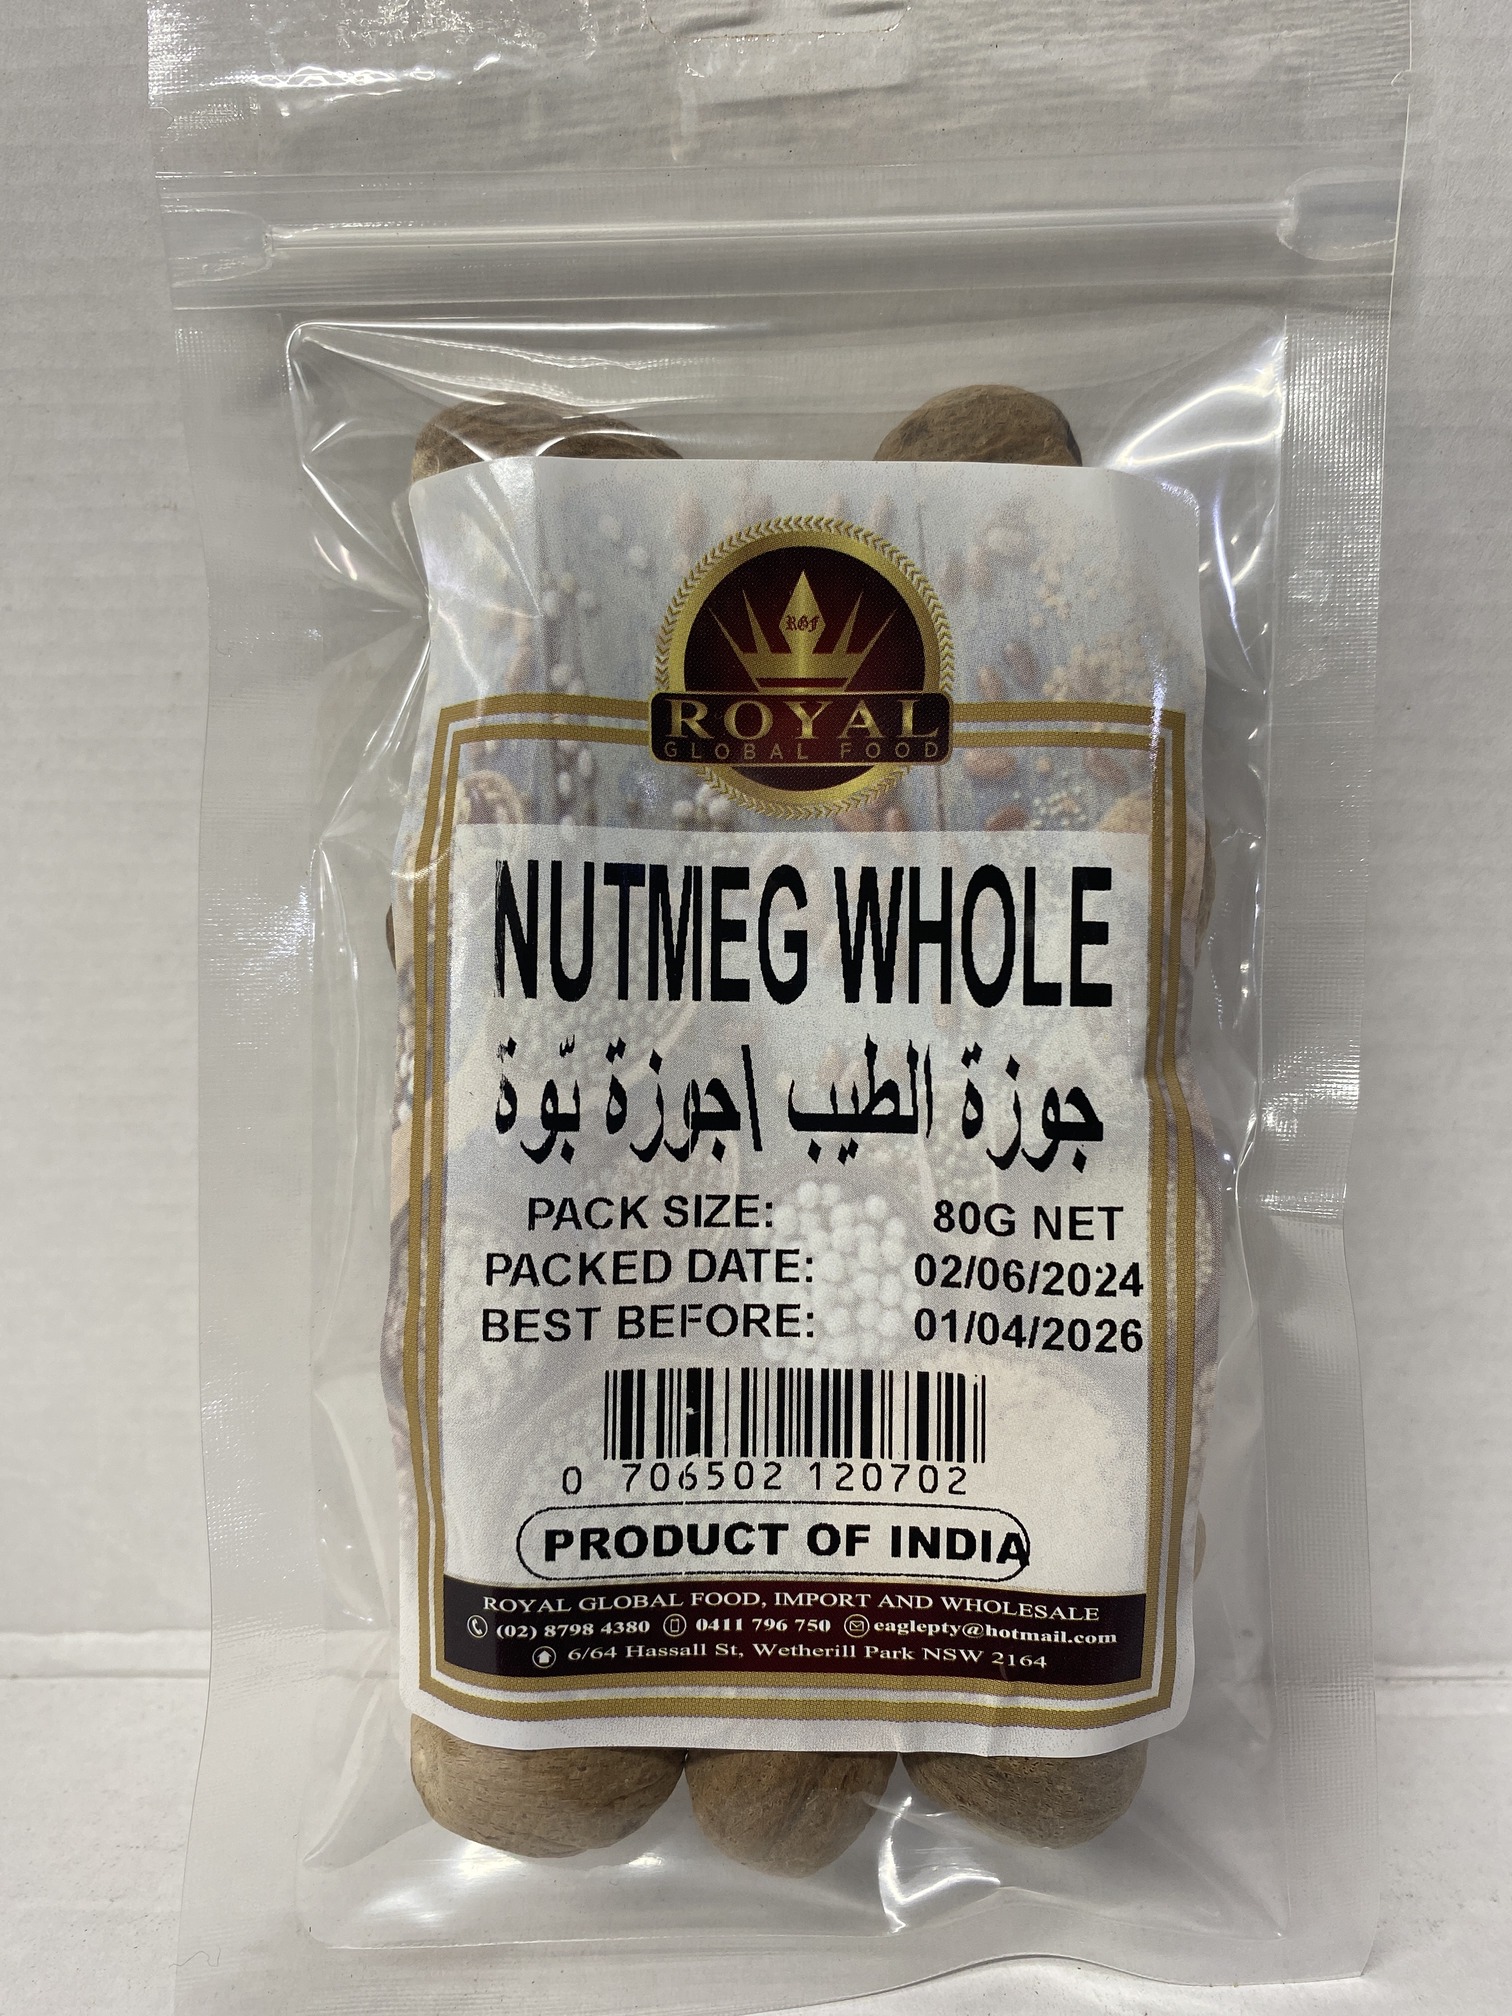 RGF
ROYAL
GLOBAL FOOD
NUTMEG WHOLE
جوزة الطيب \جوزة بّوة
PACK SIZE: 80G NET
PACKED DATE: 02/06/2024
BEST BEFORE: 01/04/2026
0 706502 120702
PRODUCT OF INDIA
ROYAL GLOBAL FOOD, IMPORT AND WHOLESALE
(02) 8798 4380 0411 796 750 eaglepty@hotmail.com
6/64 Hassall St, Wetherill Park NSW 2164